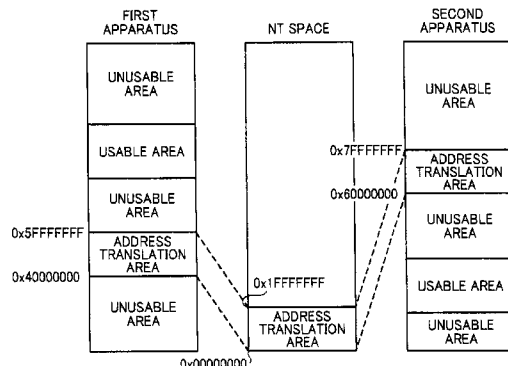 FIRST
APPARATUS
UNUSABLE
AREA
USABLE AREA
UNUSABLE
AREA
0x5FFFFFFF
ADDRESS
TRANSLATION
AREA
0x40000000
UNUSABLE
AREA
NT SPACE
0x1FFFFFFF
ADDRESS
TRANSLATION
AREA
0x00000000
SECOND
APPARATUS
UNUSABLE
AREA
0x7FFFFFFF
ADDRESS
TRANSLATION
AREA
0x60000000
UNUSABLE
AREA
USABLE AREA
UNUSABLE
AREA